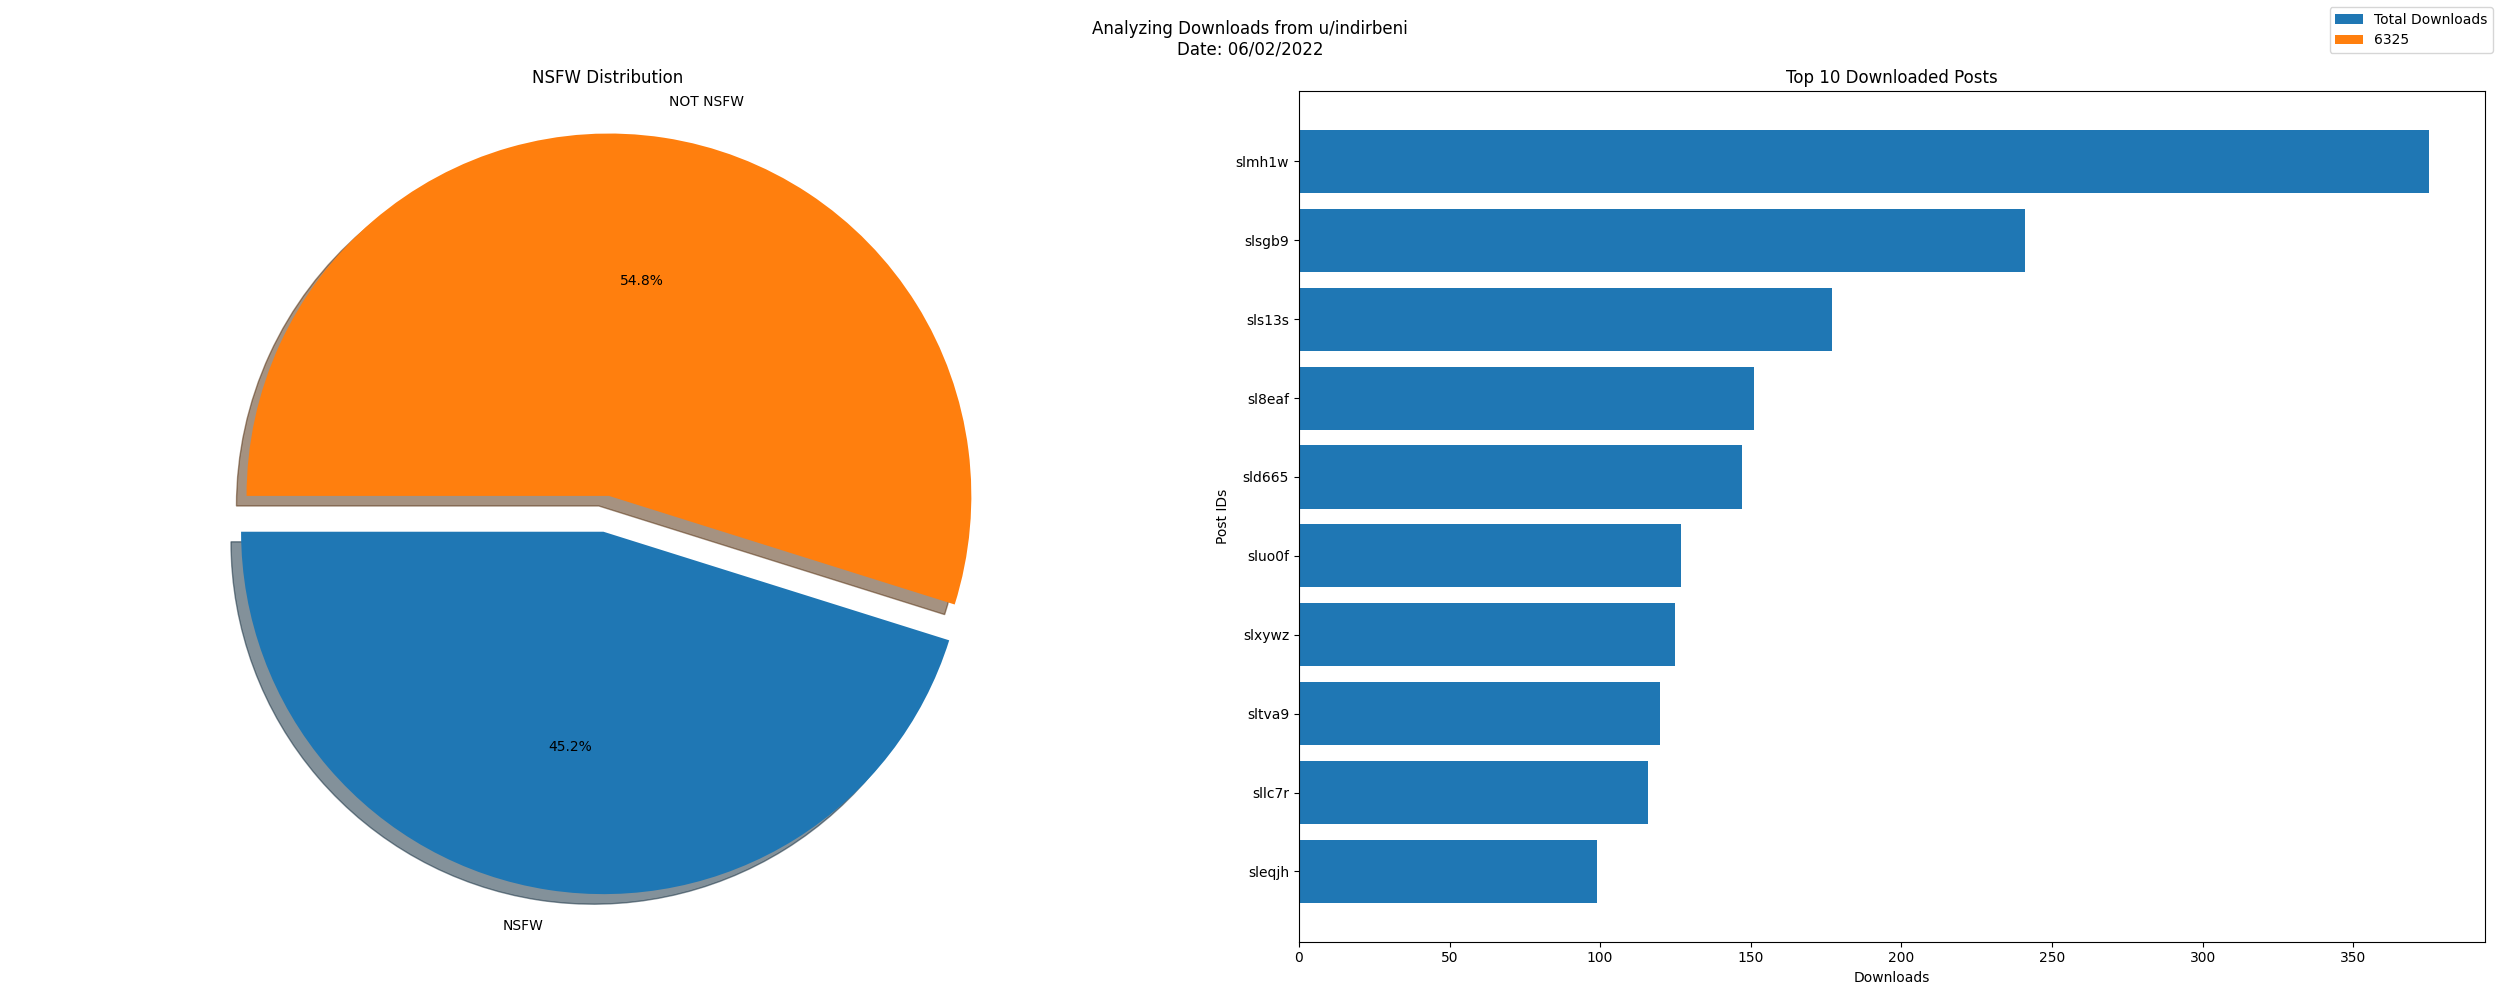 Analyzing Downloads from u/indirbeni
Date: 06/02/2022
Total Downloads
6325
NSFW Distribution
NOT NSFW
54.8%
45.2%
NSFW
Top 10 Downloaded Posts
Post IDs
slmh1w
slsgb9
sls13s
sl8eaf
sld665
sluo0f
slxywz
sltva9
sllc7r
sleqjh
0 50 100 150 200 250 300 350
Downloads